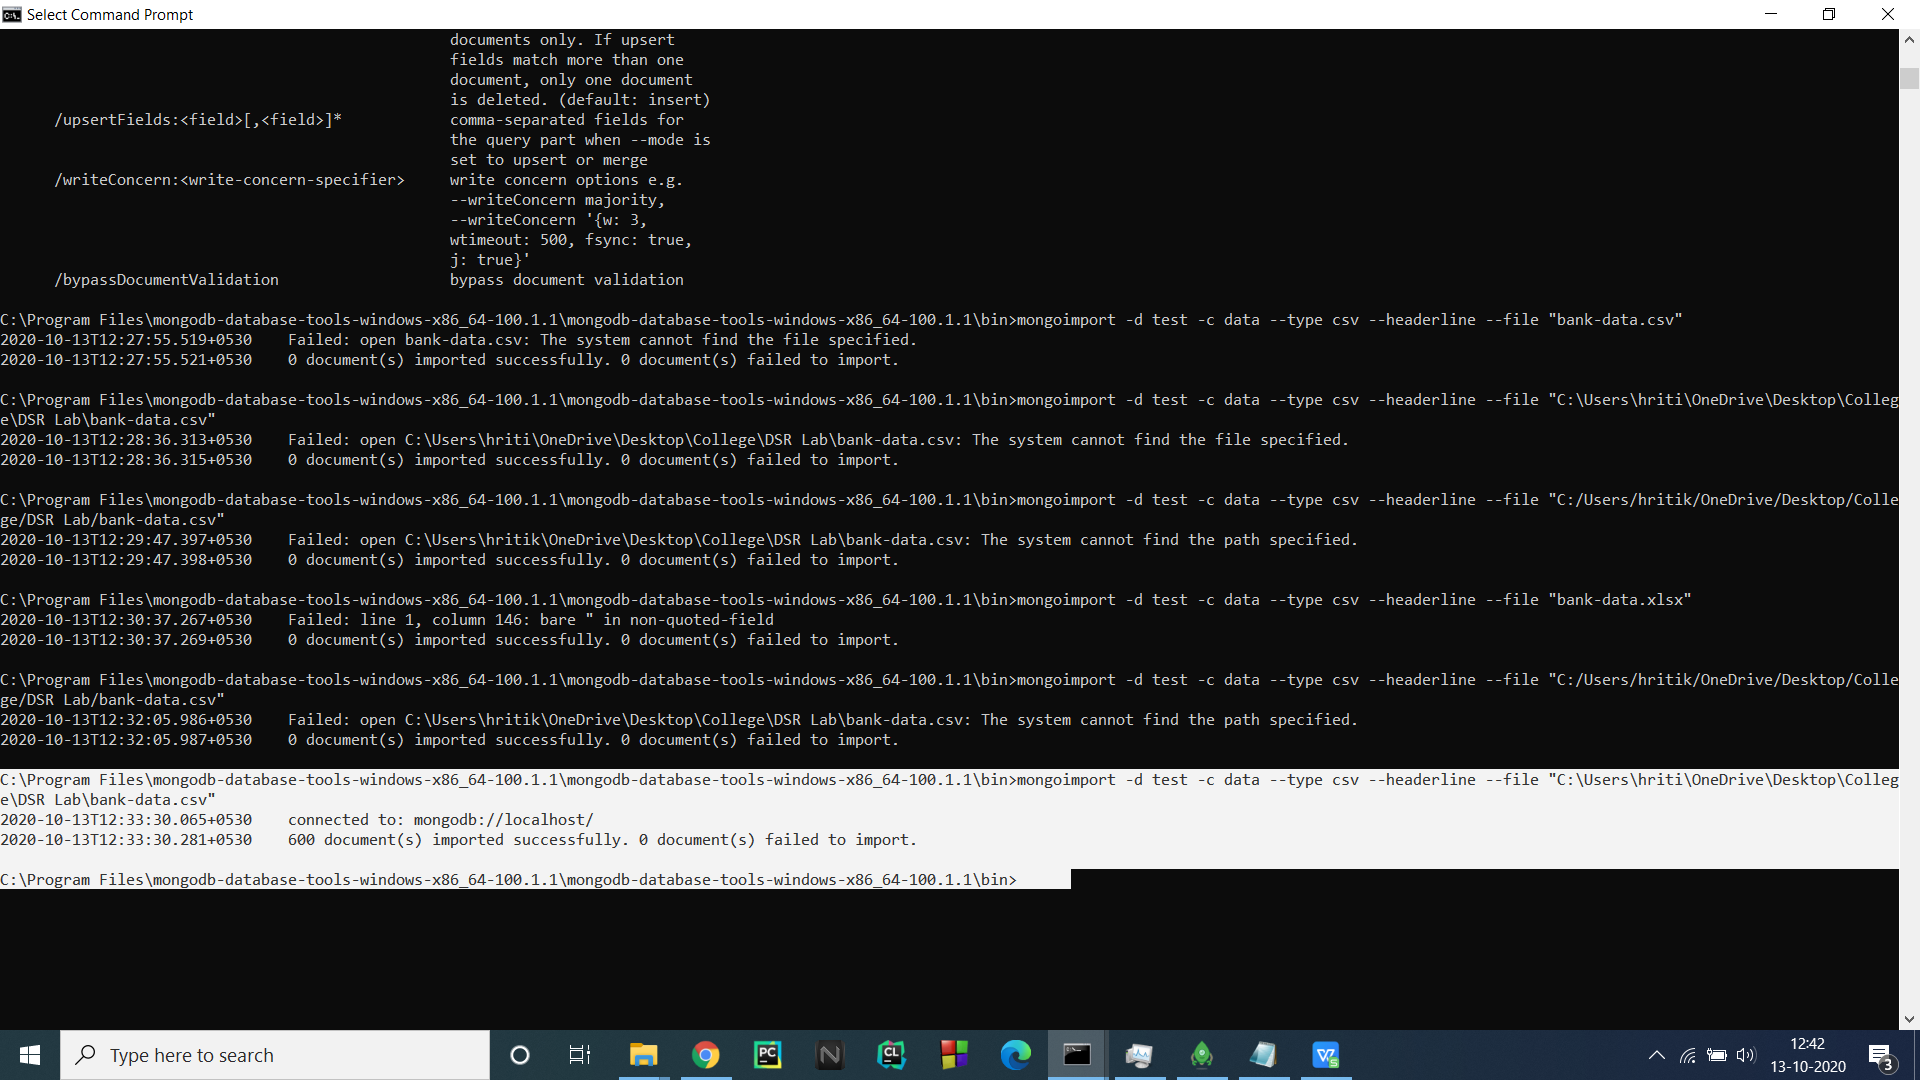 Select Command Prompt
documents only. If upsert
fields match more than one
document, only one document
is deleted. (default: insert)
/upsertFields:<field>[,<field>]* comma-separated fields for
the query part when --mode is
set to upsert or merge
/writeConcern:<write-concern-specifier> write concern options e.g.
--writeConcern majority,
--writeConcern '{w: 3,
wtimeout: 500, fsync: true,
j: true}'
/bypassDocumentValidation bypass document validation
C:\Program Files\mongodb-database-tools-windows-x86_64-100.1.1\mongodb-database-tools-windows-x86_64-100.1.1\bin>mongoimport -d test -c data --type csv --headerline --file "bank-data.csv"
2020-10-13T12:27:55.519+0530 Failed: open bank-data.csv: The system cannot find the file specified.
2020-10-13T12:27:55.521+0530 0 document(s) imported successfully. 0 document(s) failed to import.
C:\Program Files\mongodb-database-tools-windows-x86_64-100.1.1\mongodb-database-tools-windows-x86_64-100.1.1\bin>mongoimport -d test -c data --type csv --headerline --file "C:\Users\hriti\OneDrive\Desktop\Colleg
e\DSR Lab\bank-data.csv"
2020-10-13T12:28:36.313+0530 Failed: open C:\Users\hriti\OneDrive\Desktop\College\DSR Lab\bank-data.csv: The system cannot find the file specified.
2020-10-13T12:28:36.315+0530 0 document(s) imported successfully. 0 document(s) failed to import.
C:\Program Files\mongodb-database-tools-windows-x86_64-100.1.1\mongodb-database-tools-windows-x86_64-100.1.1\bin>mongoimport -d test -c data --type csv --headerline --file "C:/Users/hritik/OneDrive/Desktop/Colle
ge/DSR Lab/bank-data.csv"
2020-10-13T12:29:47.397+0530 Failed: open C:\Users\hritik\OneDrive\Desktop\College\DSR Lab\bank-data.csv: The system cannot find the path specified.
2020-10-13T12:29:47.398+0530 0 document(s) imported successfully. 0 document(s) failed to import.
C:\Program Files\mongodb-database-tools-windows-x86_64-100.1.1\mongodb-database-tools-windows-x86_64-100.1.1\bin>mongoimport -d test -c data --type csv --headerline --file "bank-data.xlsx"
2020-10-13T12:30:37.267+0530 Failed: line 1, column 146: bare " in non-quoted-field
2020-10-13T12:30:37.269+0530 0 document(s) imported successfully. 0 document(s) failed to import.
C:\Program Files\mongodb-database-tools-windows-x86_64-100.1.1\mongodb-database-tools-windows-x86_64-100.1.1\bin>mongoimport -d test -c data --type csv --headerline --file "C:/Users/hritik/OneDrive/Desktop/Colle
ge/DSR Lab/bank-data.csv"
2020-10-13T12:32:05.986+0530 Failed: open C:\Users\hritik\OneDrive\Desktop\College\DSR Lab\bank-data.csv: The system cannot find the path specified.
2020-10-13T12:32:05.987+0530 0 document(s) imported successfully. 0 document(s) failed to import.
C:\Program Files\mongodb-database-tools-windows-x86_64-100.1.1\mongodb-database-tools-windows-x86_64-100.1.1\bin>mongoimport -d test -c data --type csv --headerline --file "C:\Users\hriti\OneDrive\Desktop\Colleg
e\DSR Lab\bank-data.csv"
2020-10-13T12:33:30.065+0530 connected to: mongodb://localhost/
2020-10-13T12:33:30.281+0530 600 document(s) imported successfully. 0 document(s) failed to import.
C:\Program Files\mongodb-database-tools-windows-x86_64-100.1.1\mongodb-database-tools-windows-x86_64-100.1.1\bin>
Type here to search
PC
N
CL
12:42
13-10-2020
3